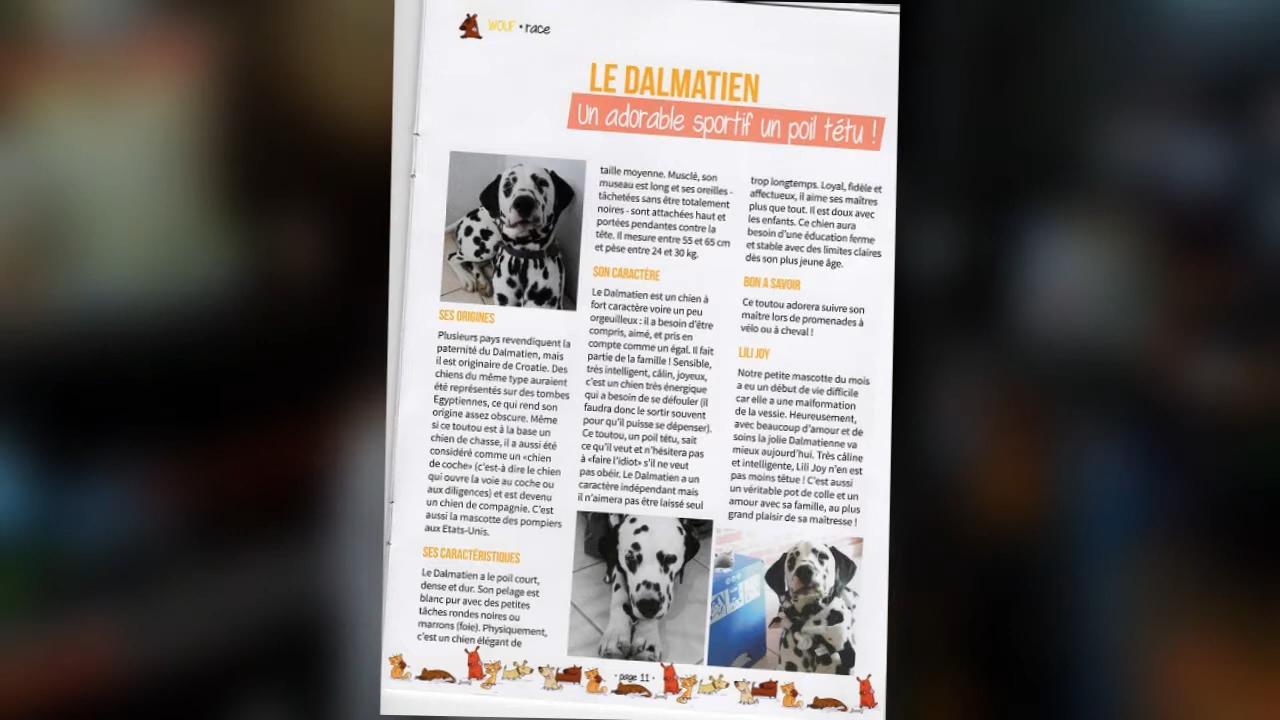 WOUF • race
LE DALMATIEN
Un adorable sportif un poil têtu !
SES ORIGINES
Plusieurs pays revendiquent la
paternité du Dalmatien, mais
il est originaire de Croatie. Des
chiens du même type auraient
été représentés sur des tombes
Egyptiennes, ce qui rend son
origine assez obscure. Même
si ce toutou est à la base un
chien de chasse, il a aussi été
considéré comme un «chien
de coche» (c'est-à dire le chien
qui ouvre la voie au coche ou
aux diligences) et est devenu
un chien de compagnie. C'est
aussi la mascotte des pompiers
aux Etats-Unis.
SES CARACTÉRISTIQUES
Le Dalmatien a le poil court,
dense et dur. Son pelage est
blanc pur avec des petites
tâches rondes noires ou
marrons (foie). Physiquement,
c'est un chien élégant de
taille moyenne. Musclé, son
museau est long et ses oreilles -
tâchetées sans être totalement
noires - sont attachées haut et
portées pendantes contre la
tête. Il mesure entre 55 et 65 cm
et pèse entre 24 et 30 kg.
SON CARACTÈRE
Le Dalmatien est un chien à
fort caractère voire un peu
orgueilleux : il a besoin d'être
compris, aimé, et pris en
compte comme un égal. Il fait
partie de la famille ! Sensible,
très intelligent, câlin, joyeux,
c'est un chien très énergique
qui a besoin de se défouler (il
faudra donc le sortir souvent
pour qu'il puisse se dépenser).
Ce toutou, un poil têtu, sait
ce qu'il veut et n'hésitera pas
à «faire l'idiot» s'il ne veut
pas obéir. Le Dalmatien a un
caractère indépendant mais
il n'aimera pas être laissé seul
trop longtemps. Loyal, fidèle et
affectueux, il aime ses maîtres
plus que tout. Il est doux avec
les enfants. Ce chien aura
besoin d'une éducation ferme
et stable avec des limites claires
dès son plus jeune âge.
BON A SAVOIR
Ce toutou adorera suivre son
maître lors de promenades à
vélo ou à cheval !
LILI JOY
Notre petite mascotte du mois
a eu un début de vie difficile
car elle a une malformation
de la vessie. Heureusement,
avec beaucoup d'amour et de
soins la jolie Dalmatienne va
mieux aujourd'hui. Très câline
et intelligente, Lili Joy n'en est
pas moins têtue ! C'est aussi
un véritable pot de colle et un
amour avec sa famille, au plus
grand plaisir de sa maitresse !
• page 11 •